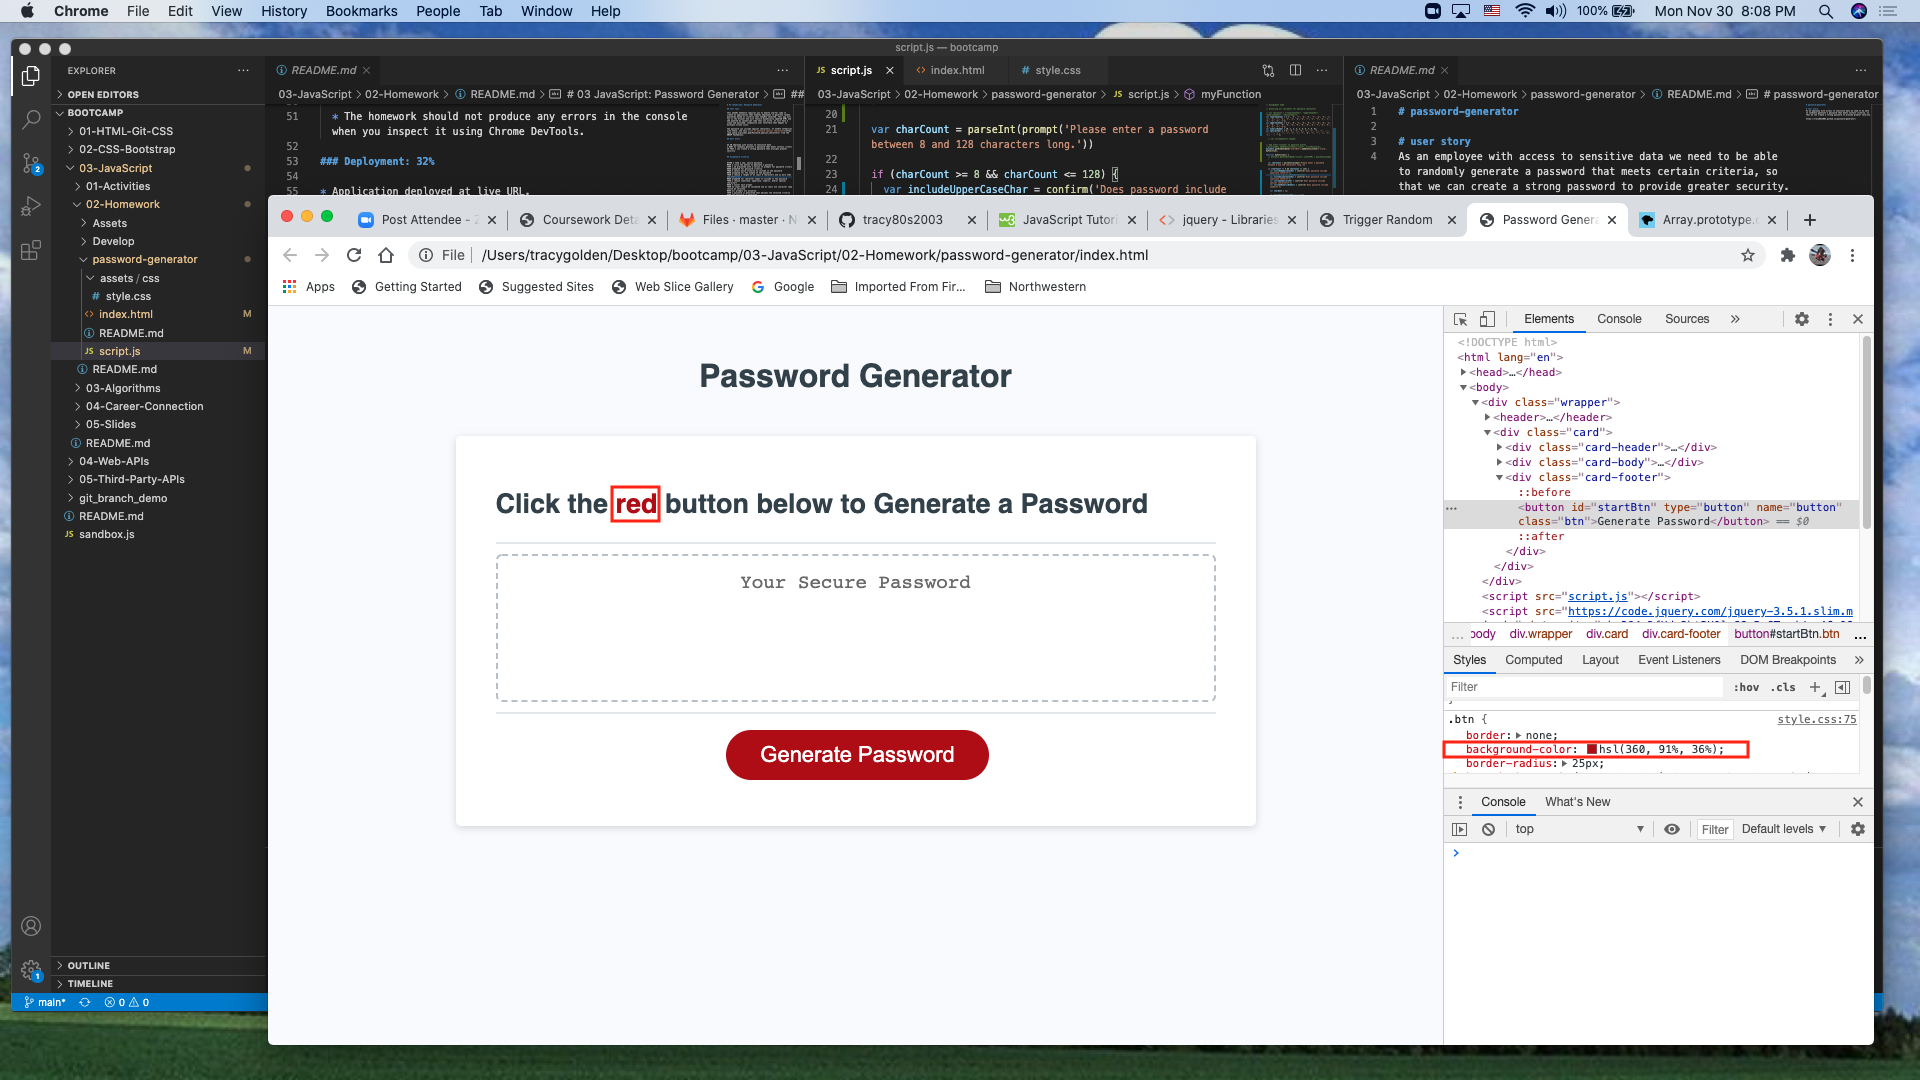 Chrome File Edit View History Bookmarks People Tab Window Help 100% Mon Nov 30 8:08 PM
script.js — bootcamp
EXPLORER
OPEN EDITORS
BOOTCAMP
01-HTML-Git-CSS
02-CSS-Bootstrap
03-JavaScript
01-Activities
02-Homework
Assets
Develop
password-generator
assets / css
# style.css
<> index.html M
README.md
JS script.js M
README.md
03-Algorithms
04-Career-Connection
05-Slides
README.md
04-Web-APIs
05-Third-Party-APIs
git_branch_demo
README.md
JS sandbox.js
OUTLINE
TIMELINE
2
1
main* 0 0
README.md
03-JavaScript > 02-Homework > README.md > # 03 JavaScript: Password Generator > ##
51 * The homework should not produce any errors in the console
when you inspect it using Chrome DevTools.
52
53 ### Deployment: 32%
54
55 * Application deployed at live URL.
JS script.js <> index.html # style.css
03-JavaScript > 02-Homework > password-generator > JS script.js > myFunction
20
21 var charCount = parseInt(prompt('Please enter a password
between 8 and 128 characters long.'))
22
23 if (charCount >= 8 && charCount <= 128) {
24 var includeUpperCaseChar = confirm('Does password include
README.md
03-JavaScript > 02-Homework > password-generator > README.md > # password-generator
1 # password-generator
2
3 # user story
4 As an employee with access to sensitive data we need to be able
to randomly generate a password that meets certain criteria, so
that we can create a strong password to provide greater security.
Post Attendee - Coursework Deta Files · master · N tracy80s2003 JavaScript Tutori jquery - Libraries Trigger Random Password Genera Array.prototype.
File /Users/tracygolden/Desktop/bootcamp/03-JavaScript/02-Homework/password-generator/index.html
Apps Getting Started Suggested Sites Web Slice Gallery Google Imported From Fir... Northwestern
Password Generator
Click the red button below to Generate a Password
Your Secure Password
Generate Password
Elements Console Sources »
<!DOCTYPE html>
<html lang="en">
<head>…</head>
<body>
<div class="wrapper">
<header>…</header>
<div class="card">
<div class="card-header">…</div>
<div class="card-body">…</div>
<div class="card-footer">
::before
<button id="startBtn" type="button" name="button"
class="btn">Generate Password</button> == $0
::after
</div>
</div>
</div>
<script src="script.js"></script>
<script src="https://code.jquery.com/jquery-3.5.1.slim.m
... body div.wrapper div.card div.card-footer button#startBtn.btn ...
Styles Computed Layout Event Listeners DOM Breakpoints »
Filter :hov .cls +
.btn { style.css:75
border: none;
background-color: hsl(360, 91%, 36%);
border-radius: 25px;
Console What's New
top Filter Default levels